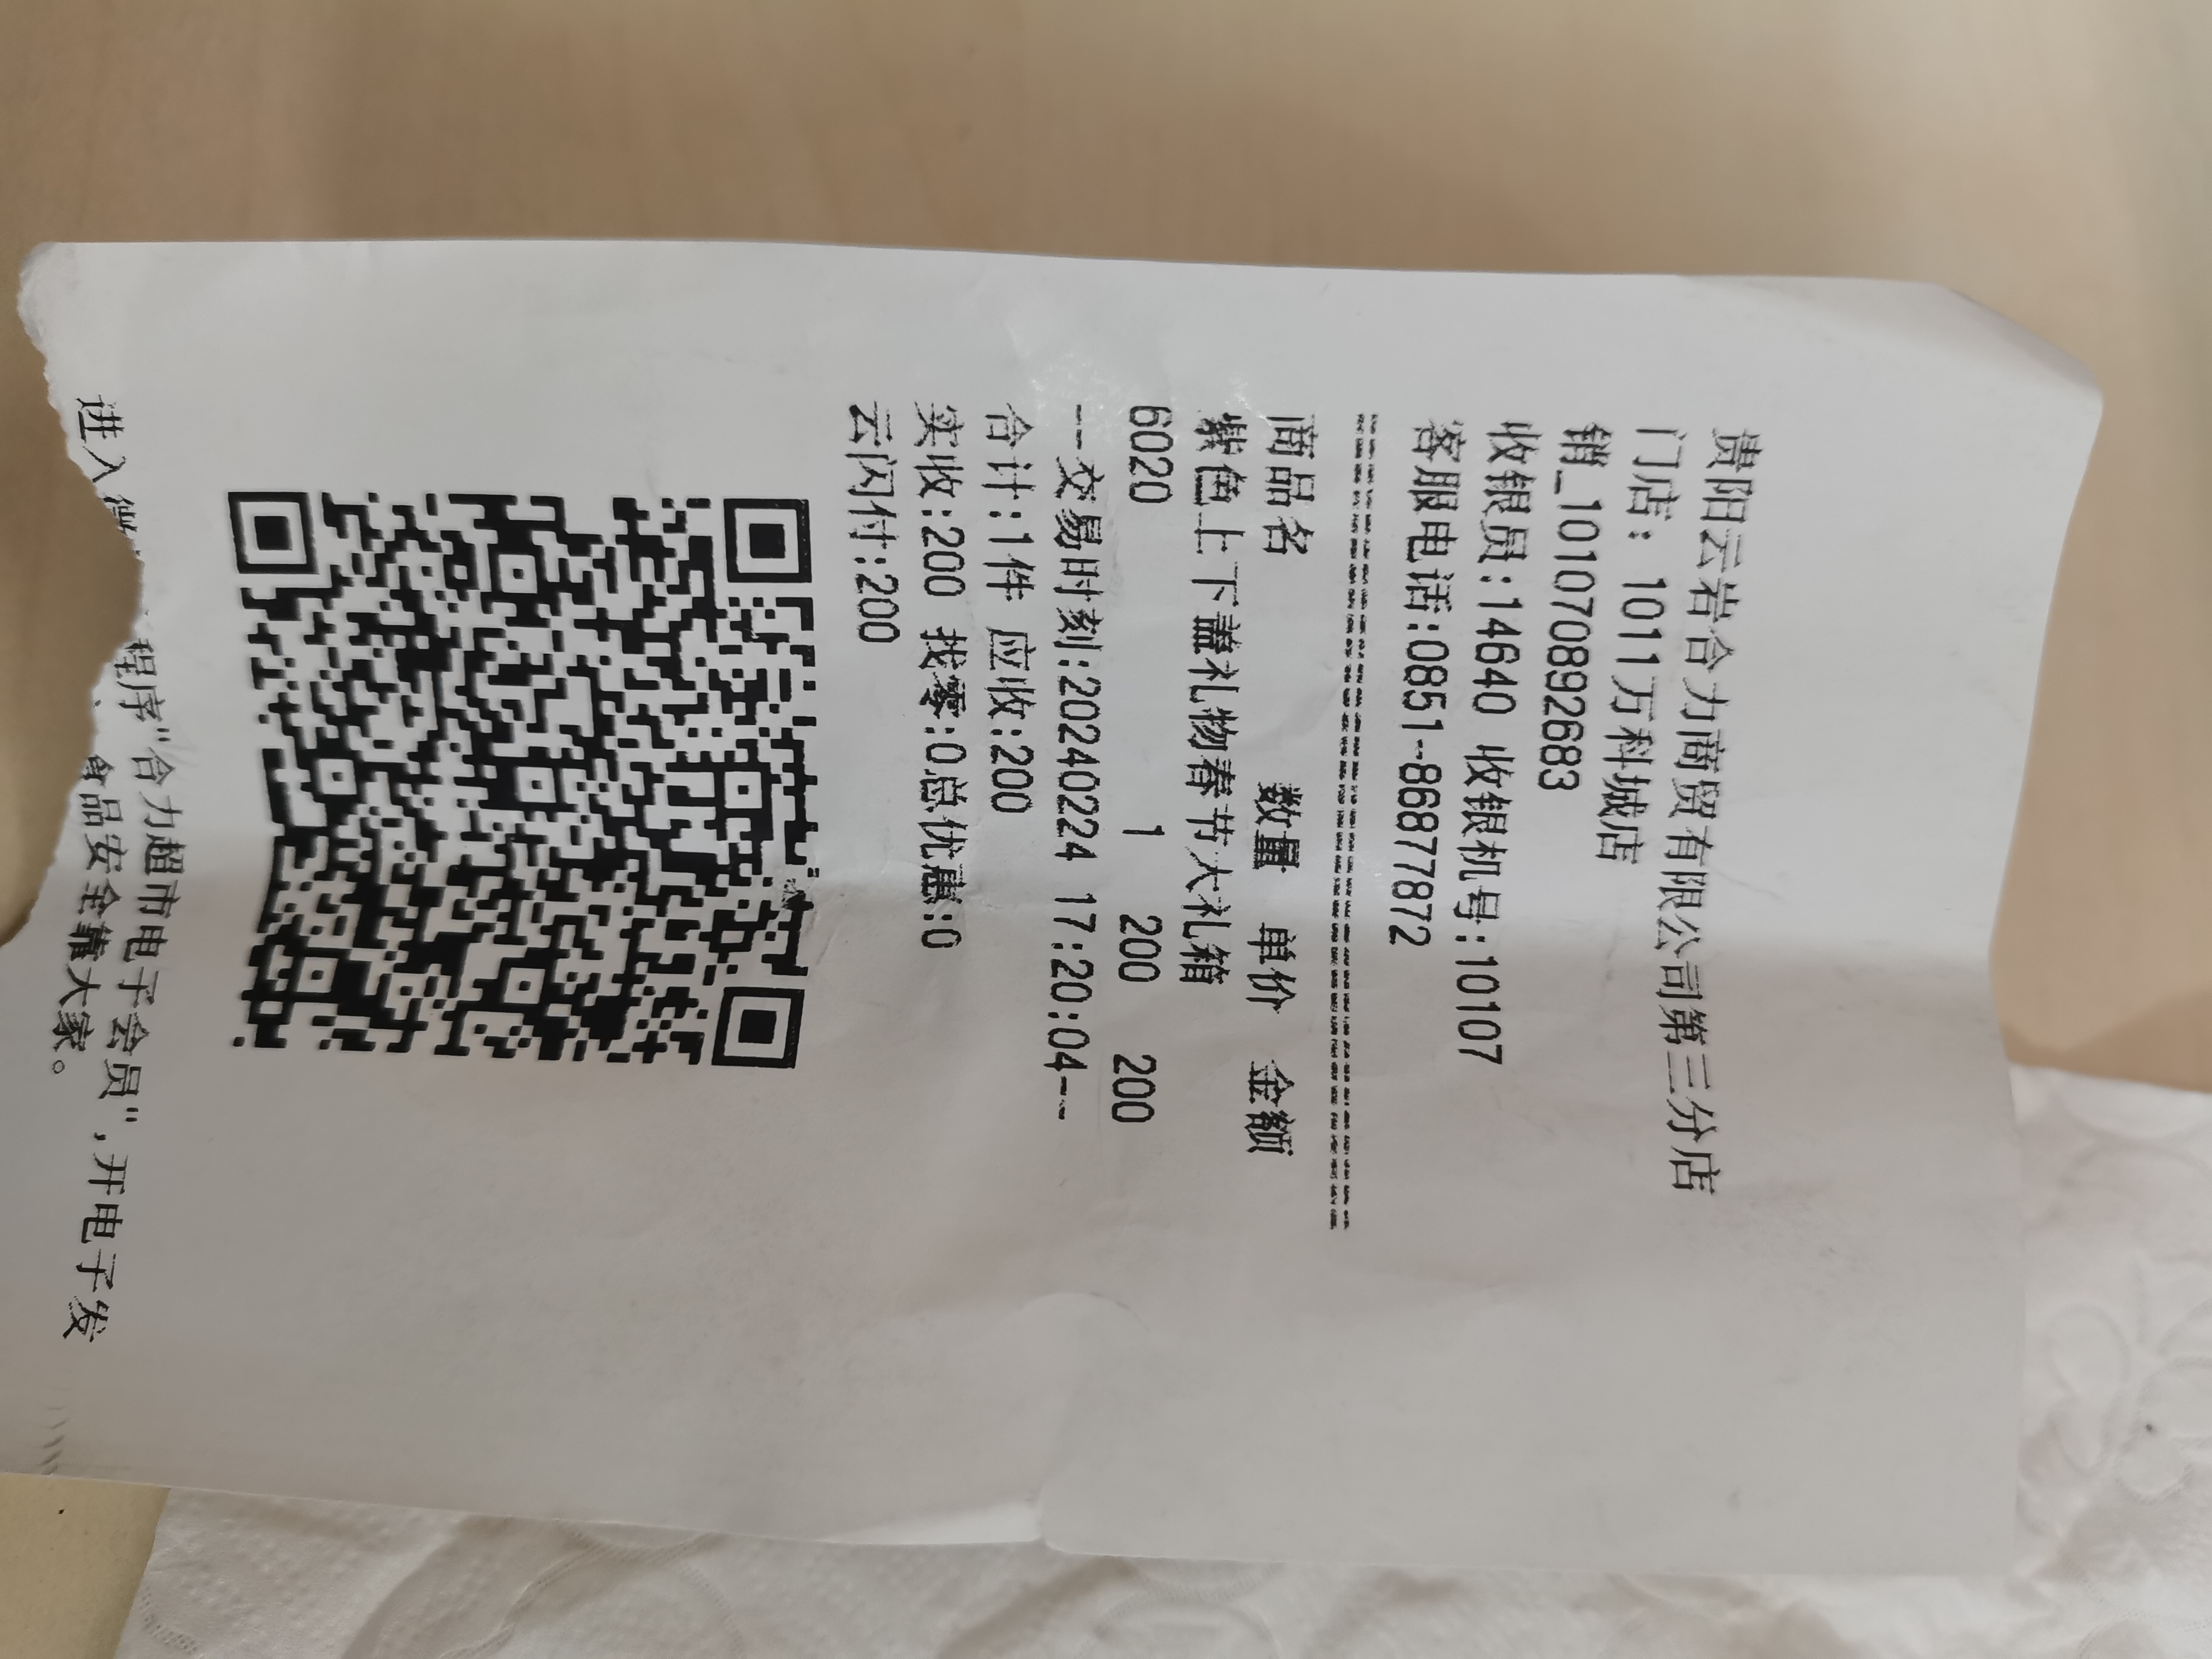 贵阳云岩合力商贸有限公司第三分店
门店: 1011万科城店
销_101070892683
收银员:14640 收银机号:10107
客服电话:0851-86877872
================================
商品名 数量 单价 金额
紫色上下盖礼物春节大礼箱
6020 1 200 200
--交易时刻:20240224 17:20:04--
合计:1件 应收:200
实收:200 找零:0总优惠:0
云闪付:200
进入 程序"合力超市电子会员",开电子发
食品安全靠大家。